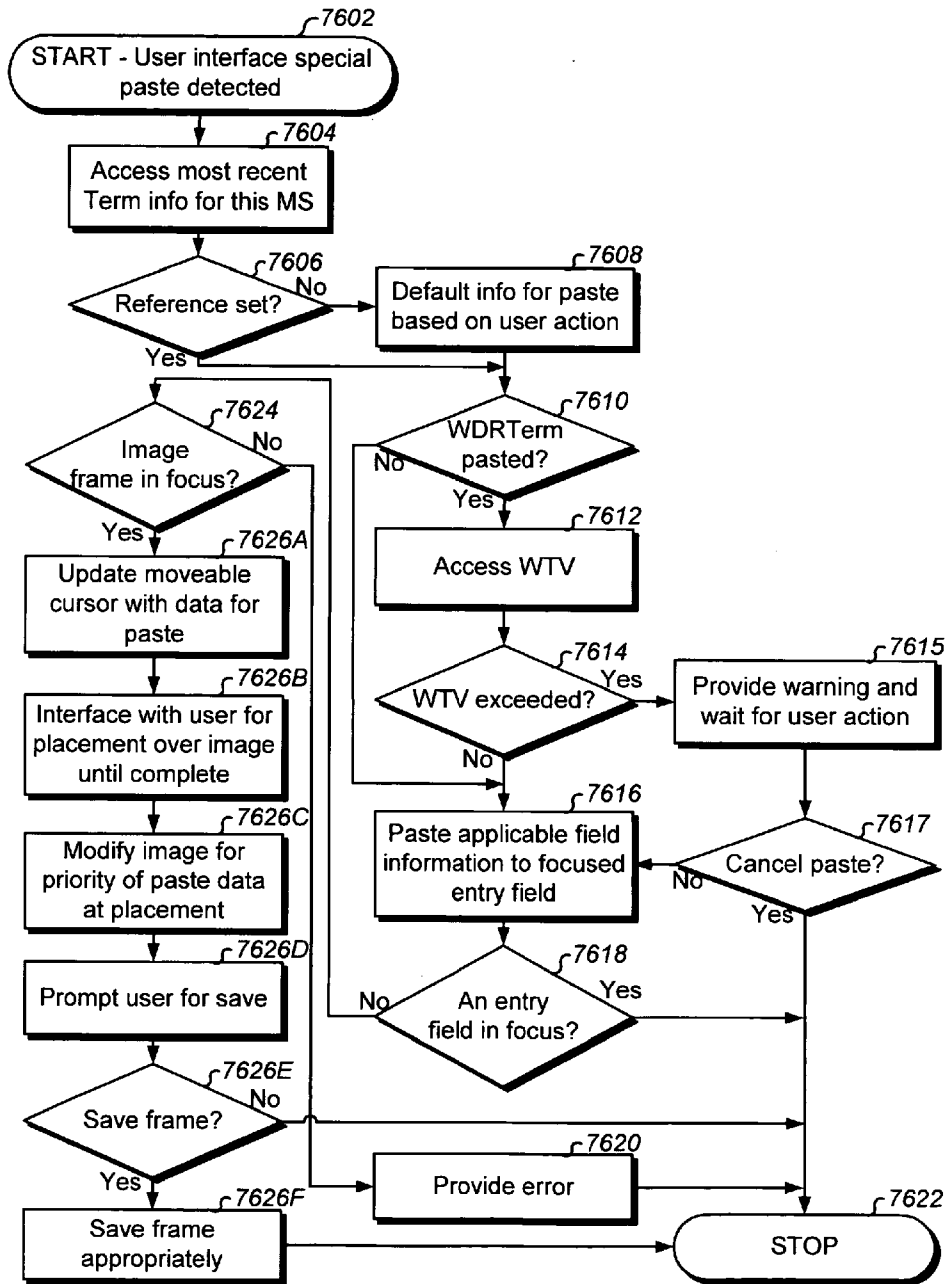 7602
START - User interface special
paste detected
7604
Access most recent
Term info for this MS
7606
Reference set?
No
Yes
7608
Default info for paste
based on user action
7610
WDRTerm
pasted?
No
Yes
7612
Access WTV
7614
WTV exceeded?
Yes
No
7615
Provide warning and
wait for user action
7616
Paste applicable field
information to focused
entry field
7617
Cancel paste?
No
Yes
7618
An entry
field in focus?
No
Yes
7624
Image
frame in focus?
No
Yes
7626A
Update moveable
cursor with data for
paste
7626B
Interface with user for
placement over image
until complete
7626C
Modify image for
priority of paste data
at placement
7626D
Prompt user for save
7626E
Save frame?
No
Yes
7626F
Save frame
appropriately
7620
Provide error
7622
STOP